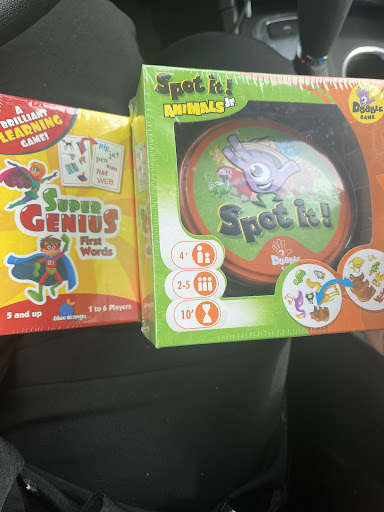 A
BRILLIANT
LEARNING
GAME!
pig jet
hat
WEB
SUPER
GENIUS
First
Words
5 and up
blue orange
1 to 6 Players
Spot it!
ANIMALS Jr.
DOBBLE
GAME
Spot it!
DOBBLE
4+
2-5
10'